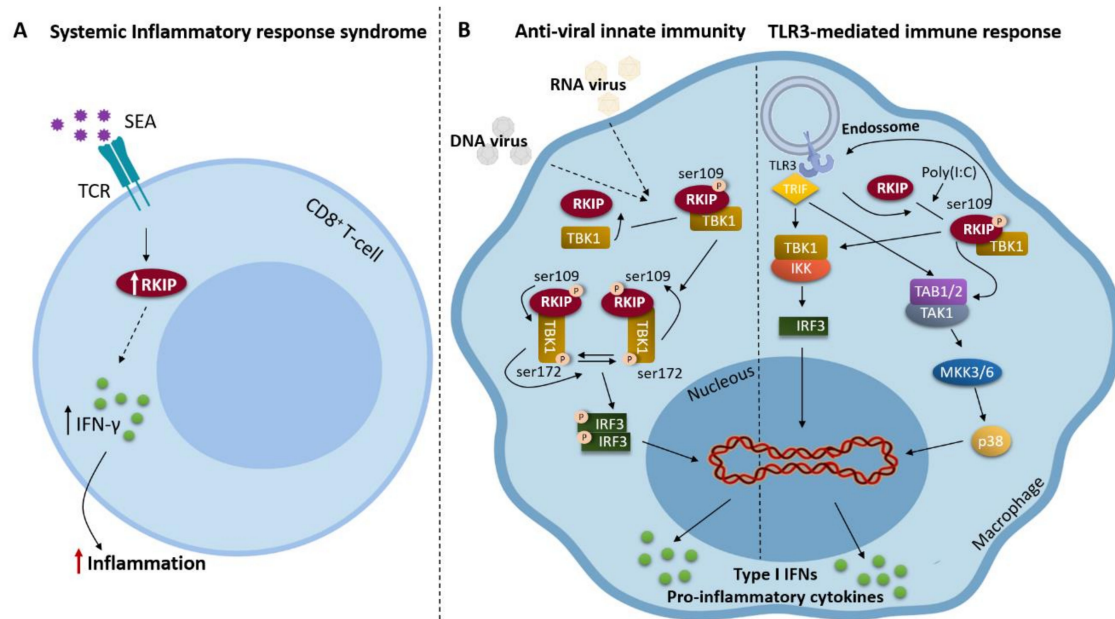 A
Systemic Inflammatory response syndrome
SEA
TCR
CD8+ T-cell
RKIP
IFN-γ
Inflammation
B
Anti-viral innate immunity
TLR3-mediated immune response
RNA virus
DNA virus
RKIP
TBK1
ser109
P
RKIP
TBK1
ser109
ser109
RKIP
P
P
RKIP
TBK1
TBK1
P
P
ser172
ser172
P
IRF3
P
IRF3
Endossome
TLR3
TRIF
RKIP
Poly(I:C)
ser109
P
RKIP
TBK1
TBK1
IKK
TAB1/2
TAK1
IRF3
MKK3/6
p38
Nucleous
Macrophage
Type I IFNs
Pro-inflammatory cytokines